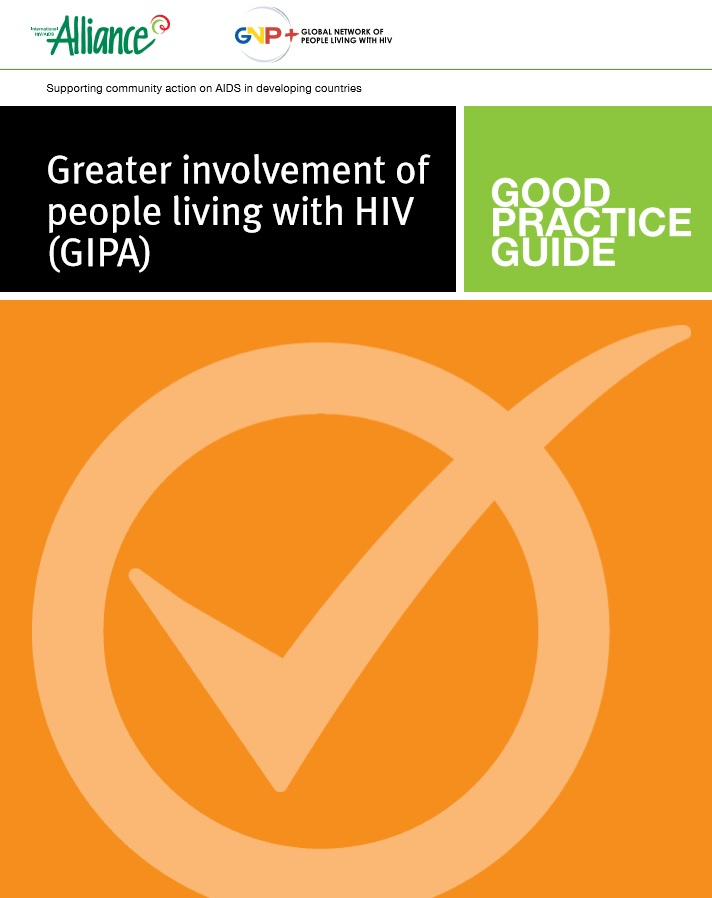 International
HIV/AIDS
Alliance
GNP+
GLOBAL NETWORK OF
PEOPLE LIVING WITH HIV
Supporting community action on AIDS in developing countries
Greater involvement of
people living with HIV
(GIPA)
GOOD
PRACTICE
GUIDE